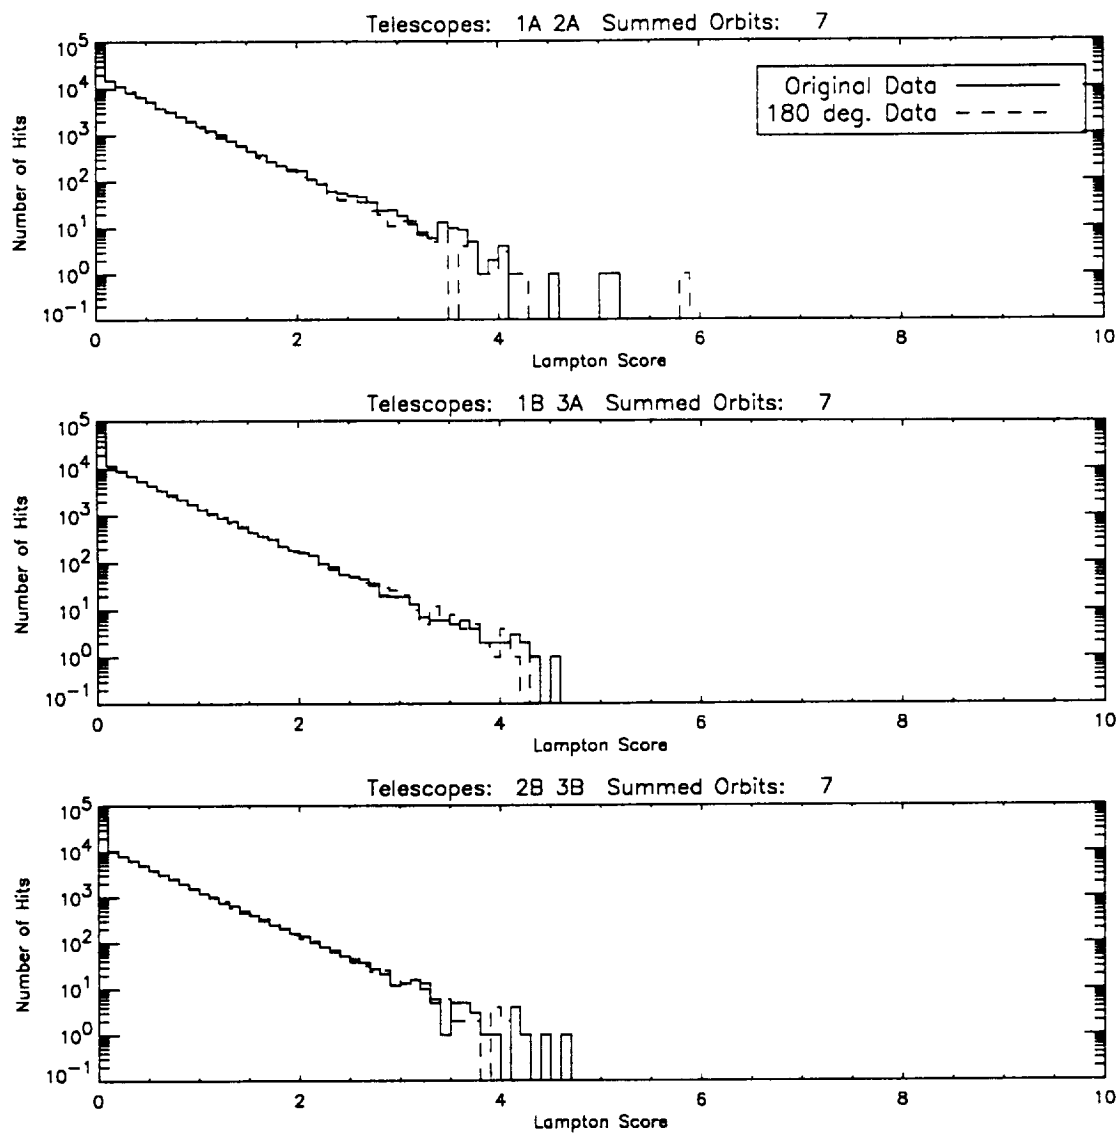 Telescopes: 1A 2A Summed Orbits: 7
10^5
10^4
10^3
10^2
10^1
10^0
10^-1
Number of Hits
Original Data
180 deg. Data
0 2 4 6 8 10
Lampton Score
Telescopes: 1B 3A Summed Orbits: 7
10^5
10^4
10^3
10^2
10^1
10^0
10^-1
Number of Hits
0 2 4 6 8 10
Lampton Score
Telescopes: 2B 3B Summed Orbits: 7
10^5
10^4
10^3
10^2
10^1
10^0
10^-1
Number of Hits
0 2 4 6 8 10
Lampton Score